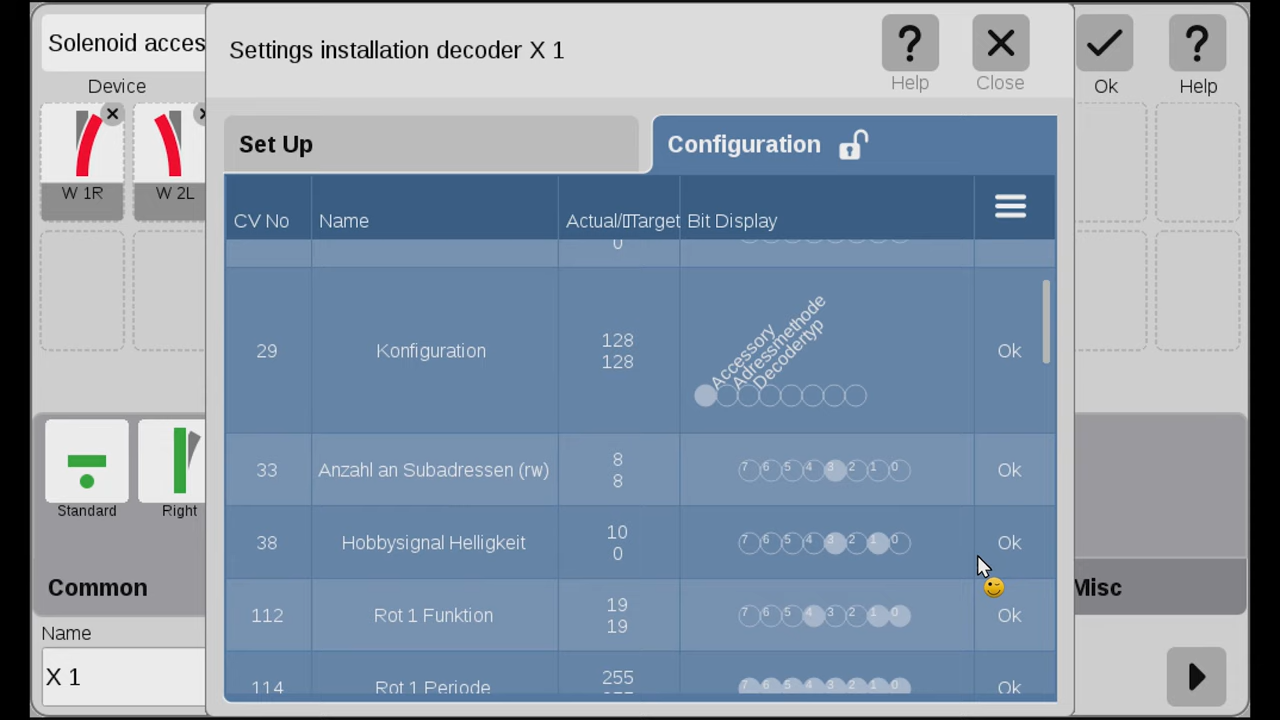 Solenoid acces
Settings installation decoder X 1
Help
Close
Ok
Help
Device
W 1R
W 2L
Set Up
Configuration
CV No
Name
Actual/▯Target
Bit Display
0
29
Konfiguration
128
128
Accessory
Adressmethode
Decodertyp
Ok
33
Anzahl an Subadressen (rw)
8
8
7 6 5 4 3 2 1 0
Ok
38
Hobbysignal Helligkeit
10
0
7 6 5 4 3 2 1 0
Ok
112
Rot 1 Funktion
19
19
7 6 5 4 3 2 1 0
Ok
114
Rot 1 Periode
255
7 6 5 4 3 2 1 0
Ok
Standard
Right
Common
Misc
Name
X 1